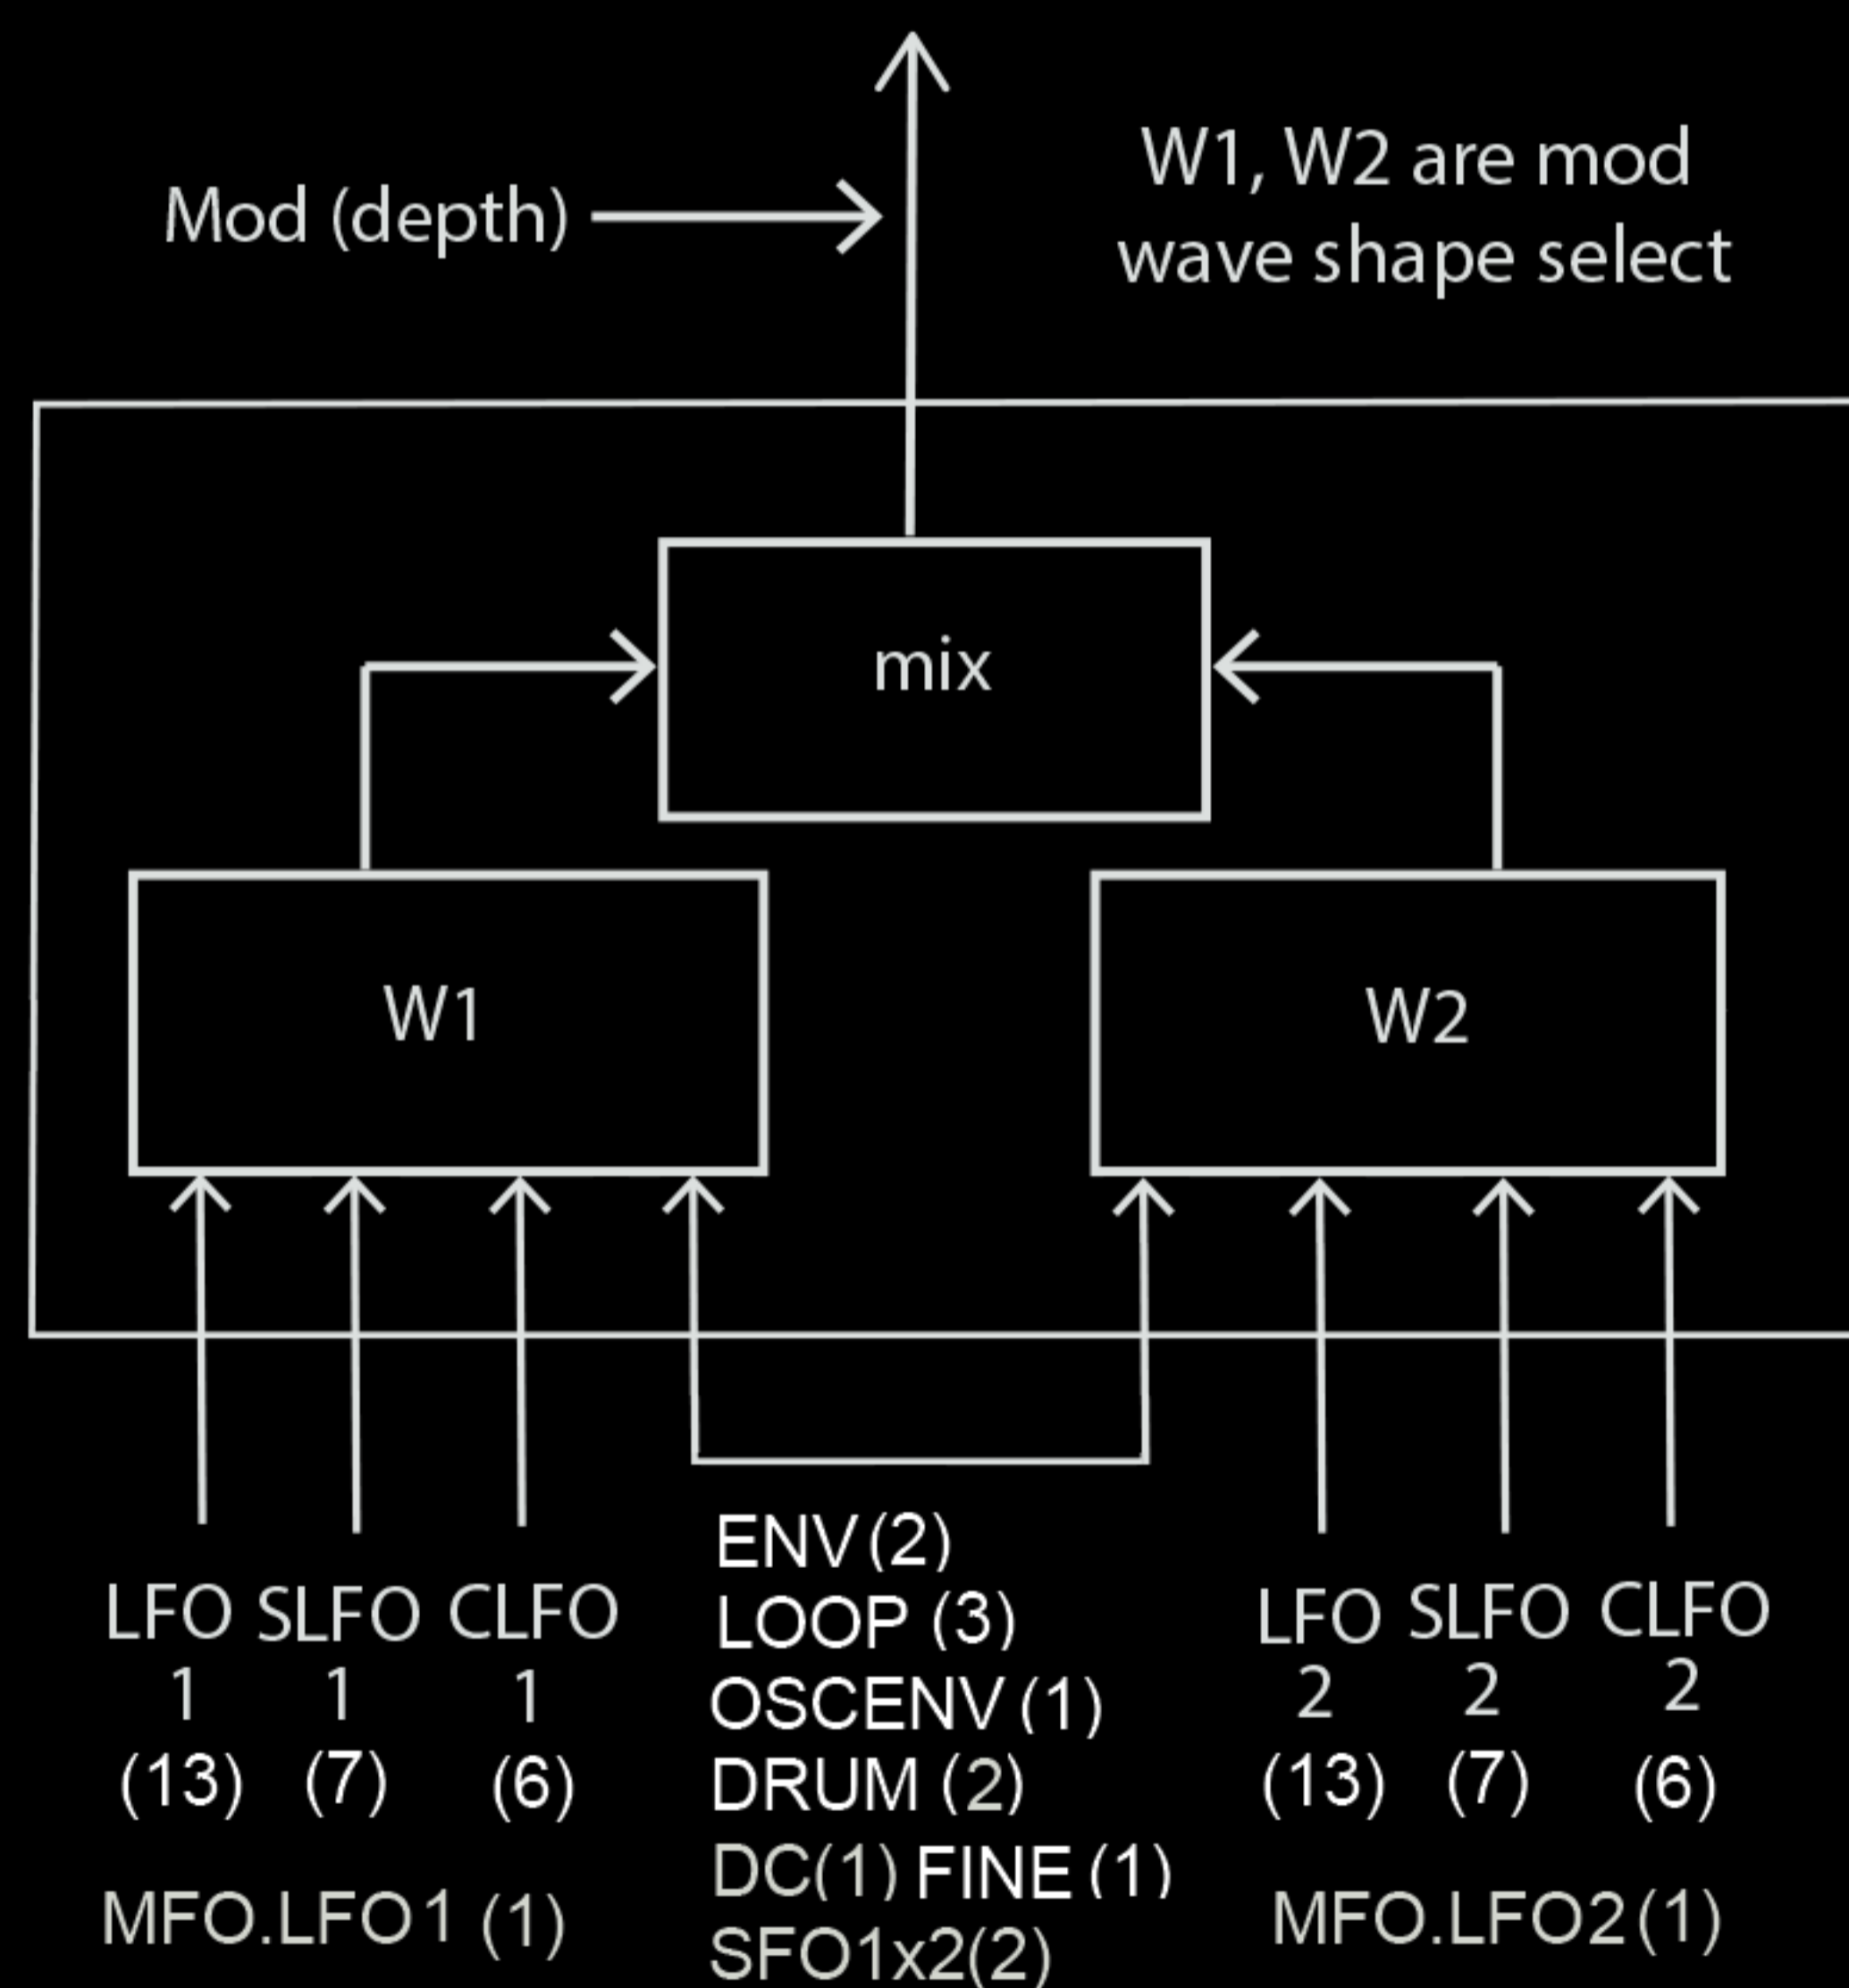 Mod (depth)
W1, W2 are mod
wave shape select
mix
W1
W2
LFO 1 (13)
SLFO 1 (7)
CLFO 1 (6)
MFO.LFO1 (1)
ENV (2)
LOOP (3)
OSCENV (1)
DRUM (2)
DC(1) FINE (1)
SFO1x2(2)
LFO 2 (13)
SLFO 2 (7)
CLFO 2 (6)
MFO.LFO2 (1)